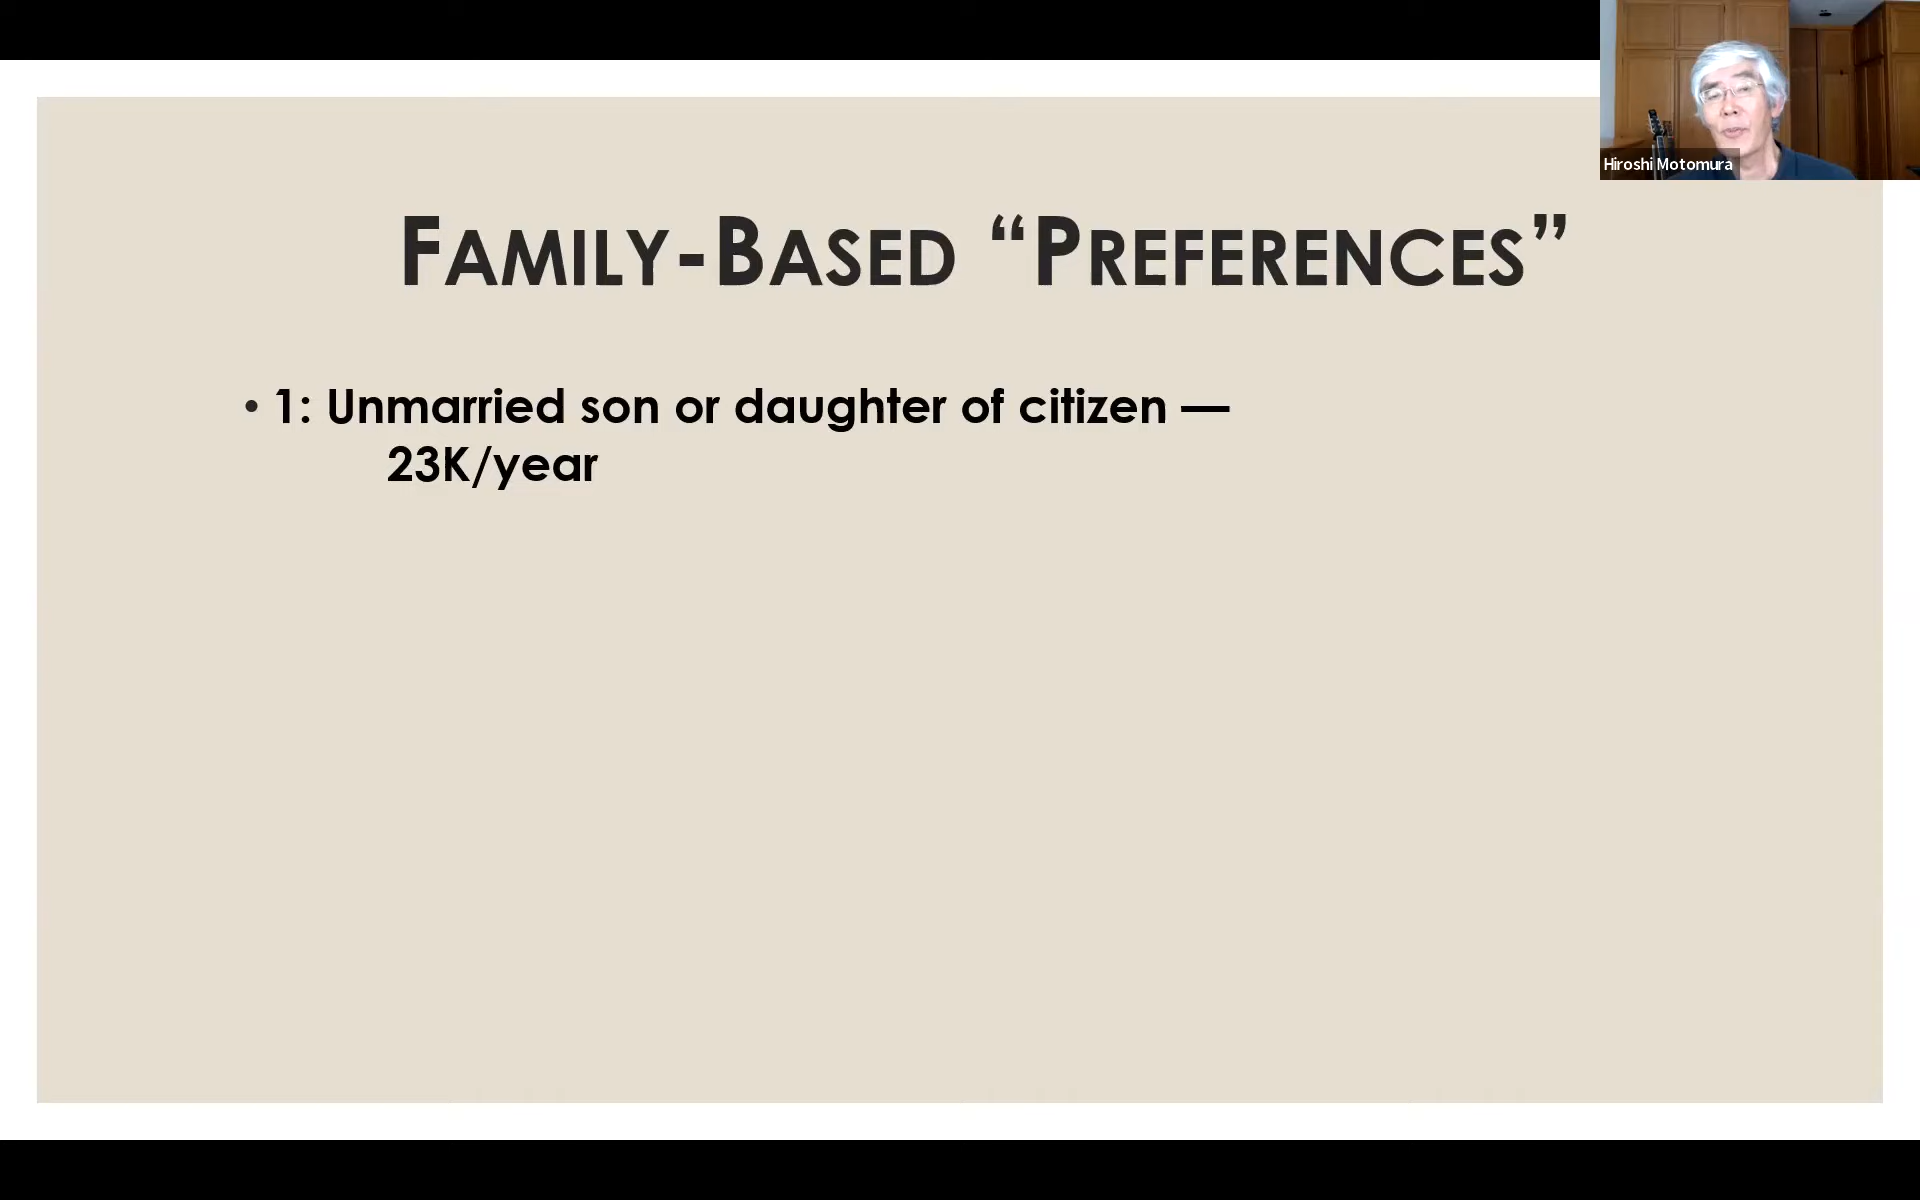 Hiroshi Motomura
FAMILY-BASED “PREFERENCES”
• 1: Unmarried son or daughter of citizen —
23K/year